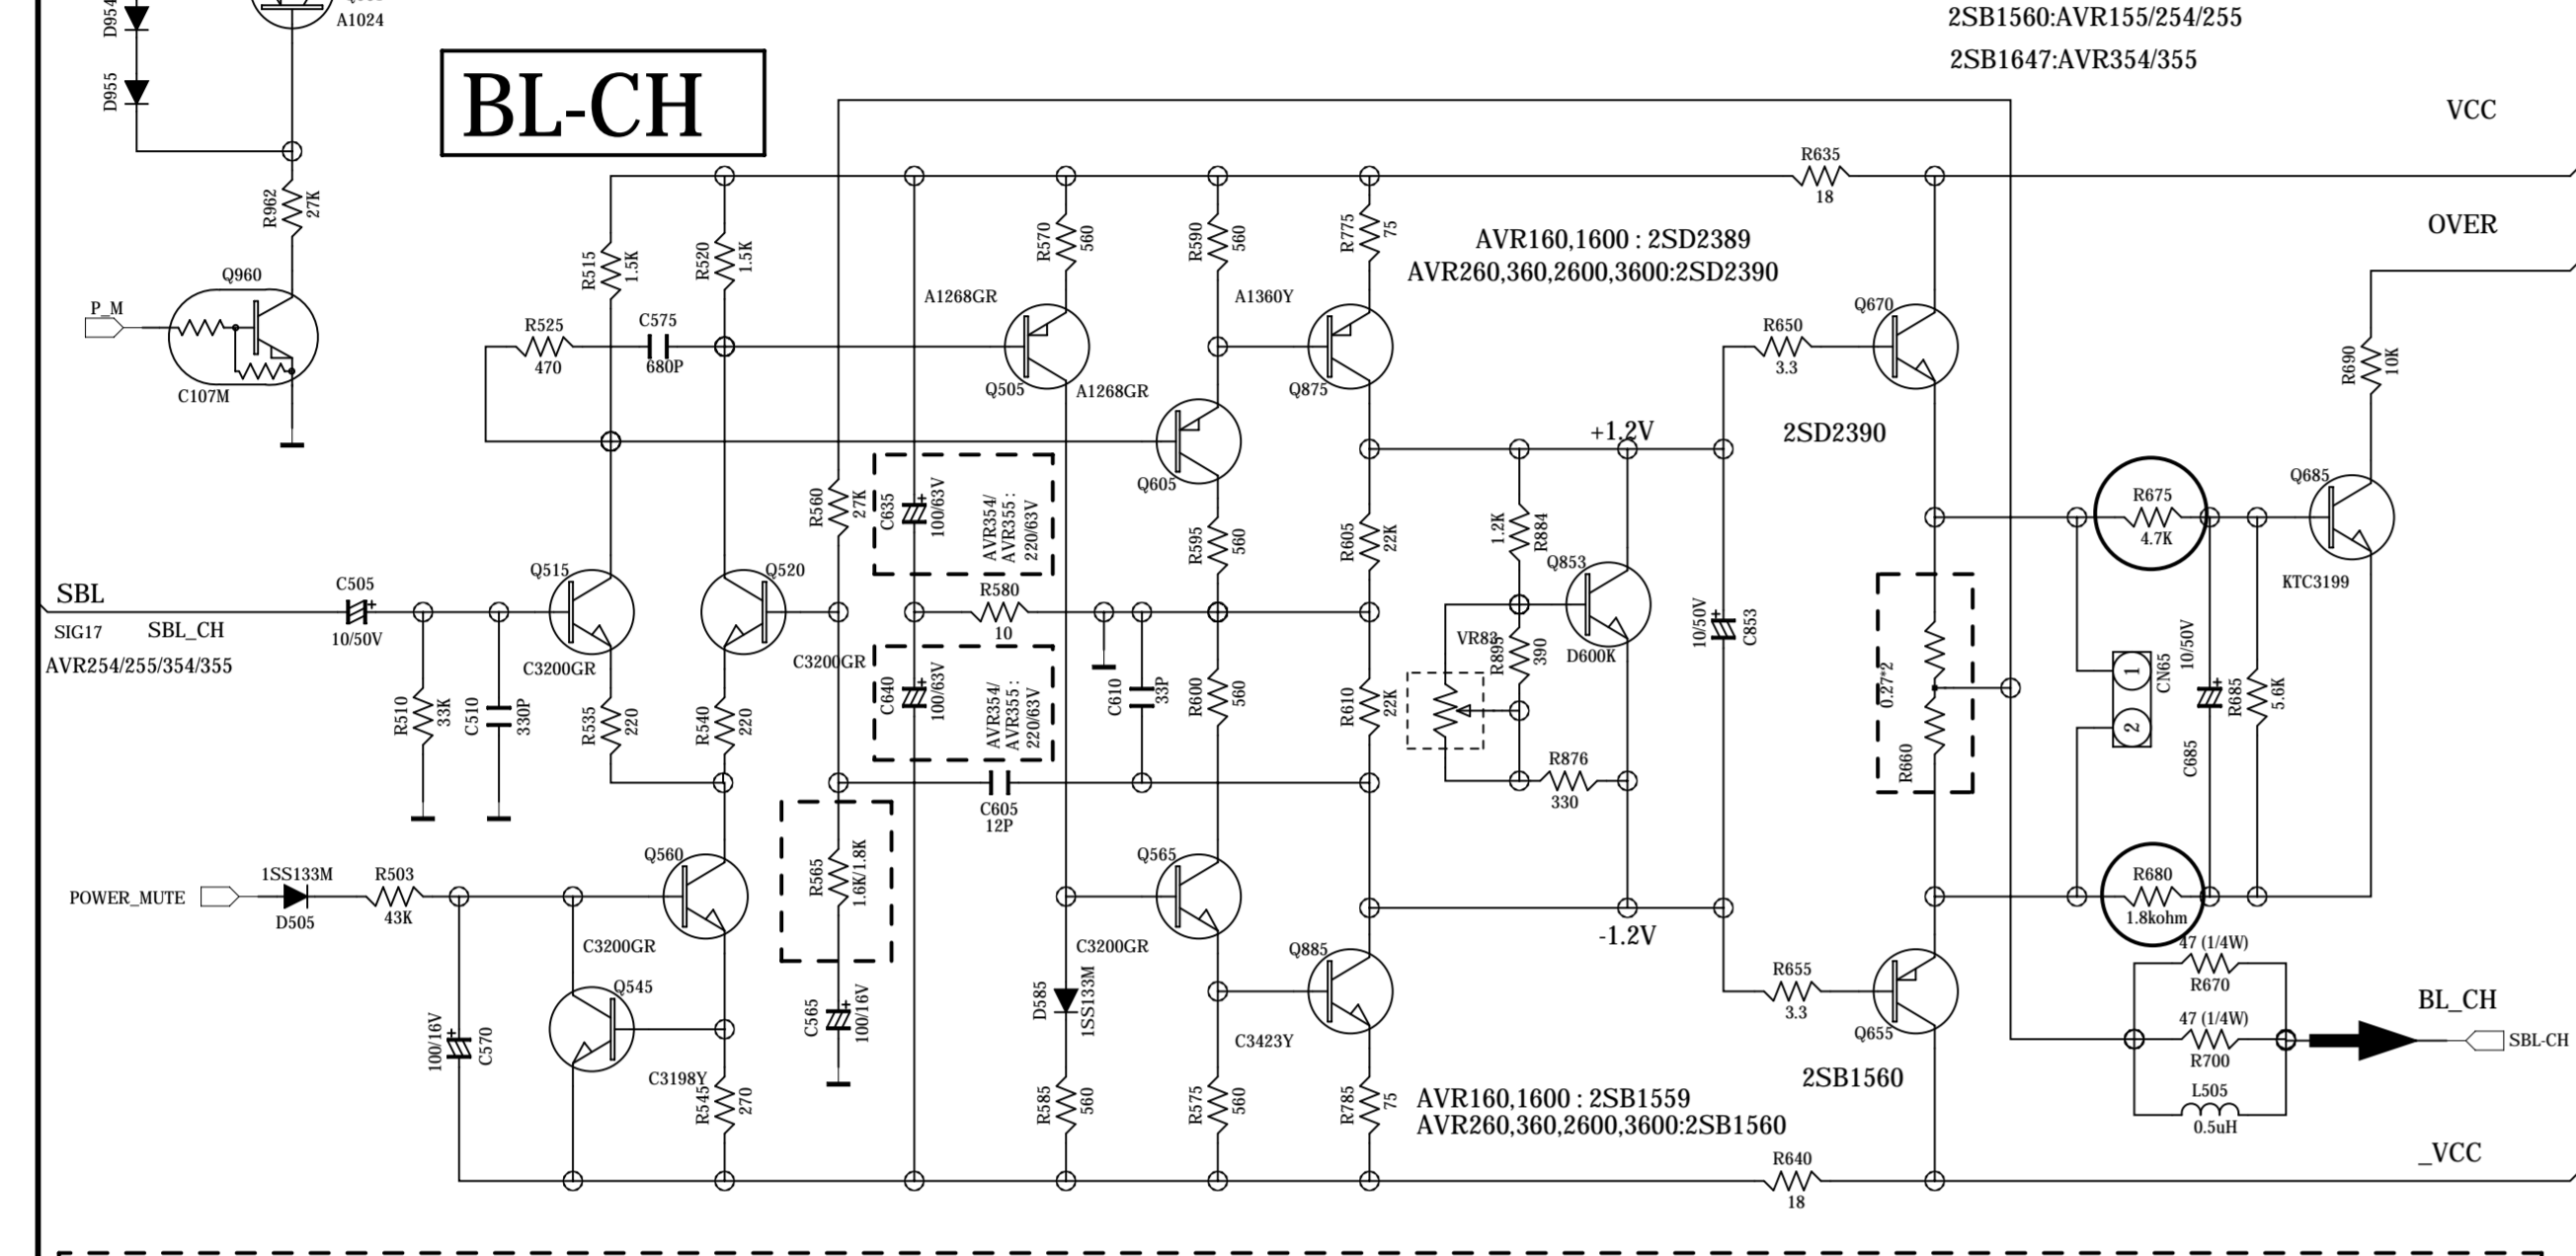 D954
A1024
2SB1560:AVR155/254/255
2SB1647:AVR354/355
D955
BL-CH
VCC
R962
27K
R635
18
OVER
R515
1.5K
R520
1.5K
R570
560
R590
560
R775
75
AVR160,1600 : 2SD2389
AVR260,360,2600,3600:2SD2390
Q960
P_M
C107M
R525
470
C575
680P
A1268GR
Q505
A1268GR
A1360Y
Q875
R650
3.3
Q670
2SD2390
R690
10K
+1.2V
Q605
R560
27K
C635
100/63V
AVR354/
AVR355 :
220/63V
R595
560
R605
22K
1.2K
R884
Q853
D600K
10/50V
C853
R675
4.7K
Q685
KTC3199
SBL
SIG17
SBL_CH
AVR254/255/354/355
C505
10/50V
Q515
C3200GR
Q520
C3200GR
R580
10
R510
33K
C510
330P
R535
220
R540
220
C640
100/63V
AVR354/
AVR355 :
220/63V
C610
33P
R600
560
R610
22K
VR83
R895
390
R876
330
0.27*2
R660
CN65
1
2
10/50V
C685
R685
5.6K
C605
12P
POWER_MUTE
1SS133M
D505
R503
43K
Q560
C3200GR
R565
1.6K/1.8K
Q565
C3200GR
-1.2V
R680
1.8kohm
47 (1/4W)
R670
Q545
C3198Y
100/16V
C570
C565
100/16V
D585
1SS133M
Q885
C3423Y
R655
3.3
Q655
2SB1560
47 (1/4W)
R700
L505
0.5uH
BL_CH
SBL-CH
R545
270
R585
560
R575
560
R785
75
AVR160,1600 : 2SB1559
AVR260,360,2600,3600:2SB1560
R640
18
_VCC